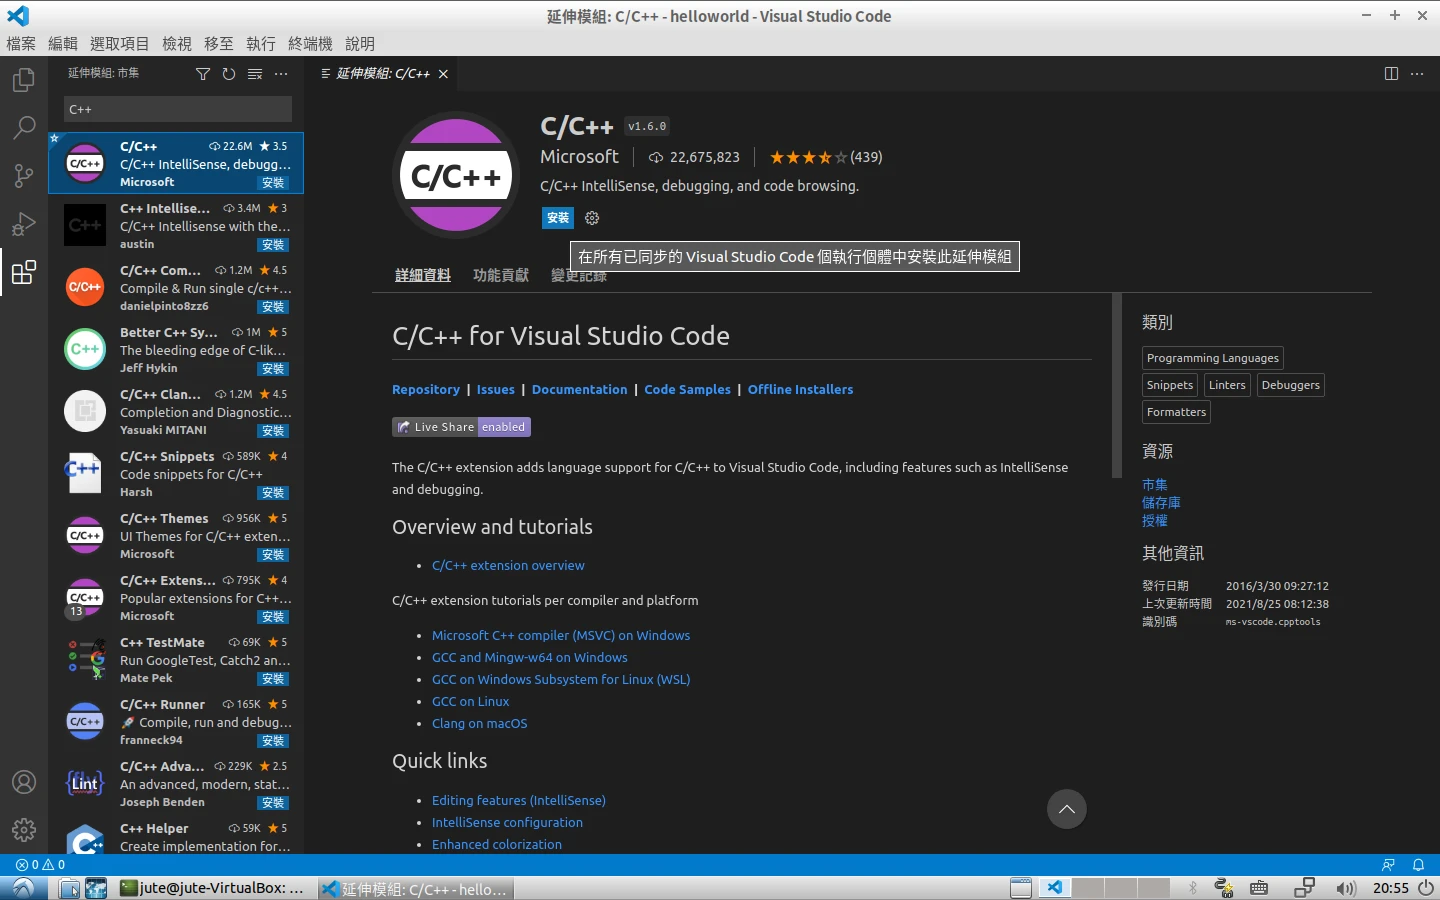 延伸模組: C/C++ - helloworld - Visual Studio Code
檔案 編輯 選取項目 檢視 移至 執行 終端機 說明
延伸模組: 市集
C++
C/C++ 22.6M 3.5
C/C++ IntelliSense, debugg...
Microsoft 安裝
C++ Intellise... 3.4M 3
C/C++ Intellisense with the...
austin 安裝
C/C++ Com... 1.2M 4.5
Compile & Run single c/c++...
danielpinto8zz6 安裝
Better C++ Sy... 1M 5
The bleeding edge of C-lik...
Jeff Hykin 安裝
C/C++ Clan... 1.2M 4.5
Completion and Diagnostic...
Yasuaki MITANI 安裝
C/C++ Snippets 589K 4
Code snippets for C/C++
Harsh 安裝
C/C++ Themes 956K 5
UI Themes for C/C++ exten...
Microsoft 安裝
C/C++ Extens... 795K 4
Popular extensions for C++...
13
Microsoft 安裝
C++ TestMate 69K 5
Run GoogleTest, Catch2 an...
Mate Pek 安裝
C/C++ Runner 165K 5
🚀 Compile, run and debug...
franneck94 安裝
C/C++ Adva... 229K 2.5
An advanced, modern, stat...
Joseph Benden 安裝
C++ Helper 59K 5
Create implementation for...
延伸模組: C/C++
C/C++
C/C++ v1.6.0
Microsoft 22,675,823 (439)
C/C++ IntelliSense, debugging, and code browsing.
安裝
在所有已同步的 Visual Studio Code 個執行個體中安裝此延伸模組
詳細資料 功能貢獻 變更記錄
C/C++ for Visual Studio Code
Repository | Issues | Documentation | Code Samples | Offline Installers
Live Share enabled
The C/C++ extension adds language support for C/C++ to Visual Studio Code, including features such as IntelliSense
and debugging.
Overview and tutorials
• C/C++ extension overview
C/C++ extension tutorials per compiler and platform
• Microsoft C++ compiler (MSVC) on Windows
• GCC and Mingw-w64 on Windows
• GCC on Windows Subsystem for Linux (WSL)
• GCC on Linux
• Clang on macOS
Quick links
• Editing features (IntelliSense)
• IntelliSense configuration
• Enhanced colorization
類別
Programming Languages
Snippets Linters Debuggers
Formatters
資源
市集
儲存庫
授權
其他資訊
發行日期 2016/3/30 09:27:12
上次更新時間 2021/8/25 08:12:38
識別碼 ms-vscode.cpptools
0 0
jute@jute-VirtualBox: ...
延伸模組: C/C++ - hello...
20:55